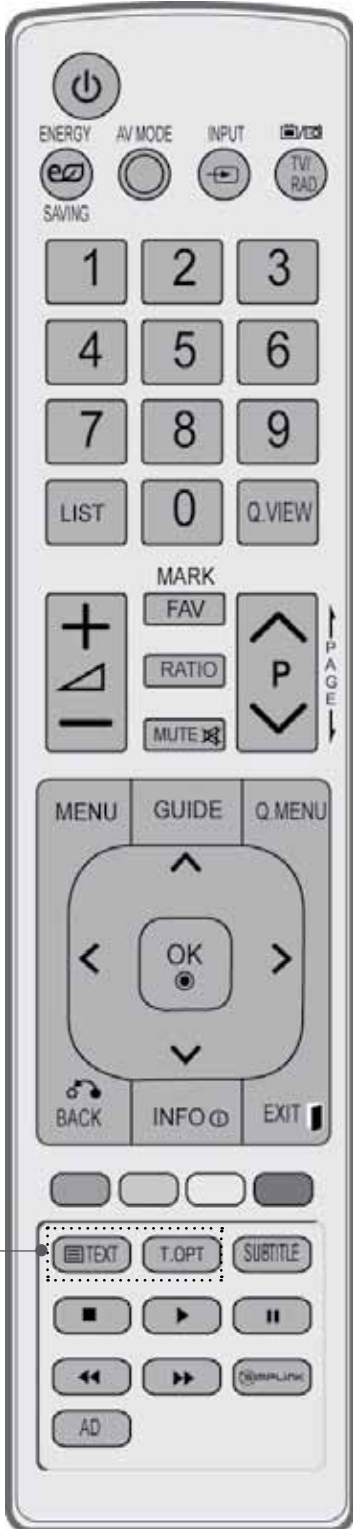 ENERGY AV MODE INPUT
TV/
RAD
SAVING
1 2 3
4 5 6
7 8 9
LIST 0 Q.VIEW
MARK
FAV
RATIO
P
PAGE
MUTE
MENU GUIDE Q.MENU
OK
BACK INFO EXIT
TEXT T.OPT SUBTITLE
SIMPLINK
AD